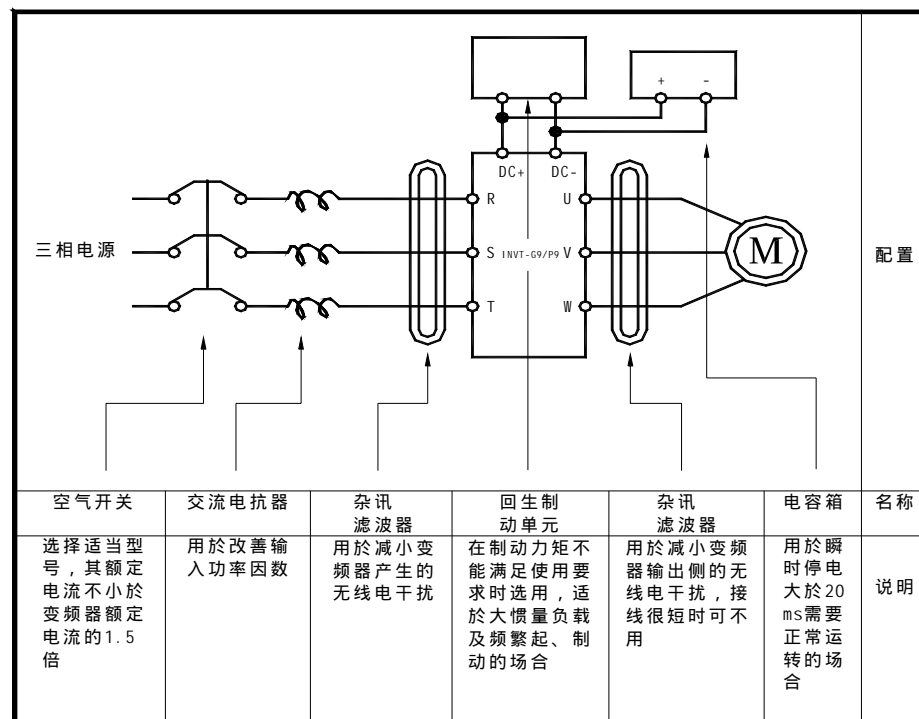 + -
DC+ DC-
R U
三相电源 S INVT-G9/P9 V M 配置
T W
空气开关
交流电抗器
杂讯
滤波器
回生制
动单元
杂讯
滤波器
电容箱
名称
选择适当型
号，其额定
电流不小於
变频器额定
电流的1.5
倍
用於改善输
入功率因数
用於减小变
频器产生的
无线电干扰
在制动力矩不
能满足使用要
求时选用，适
於大惯量负载
及频繁起、制
动的场合
用於减小变频
器输出侧的无
线电干扰，接
线很短时可不
用
用於瞬
时停电
大於20
ms需要
正常运
转的场
合
说明